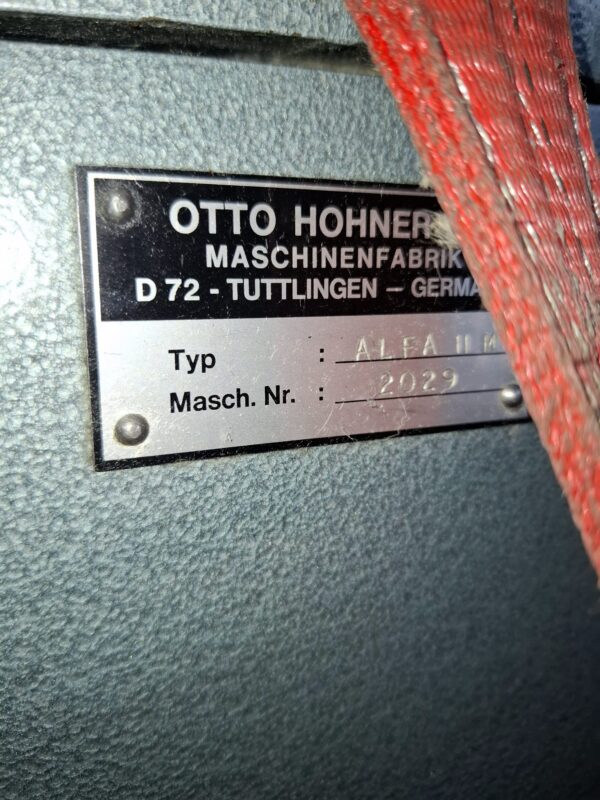 OTTO HOHNER
MASCHINENFABRIK
D 72 - TUTTLINGEN – GERMA
Typ : ALFA II M
Masch. Nr. : 2029